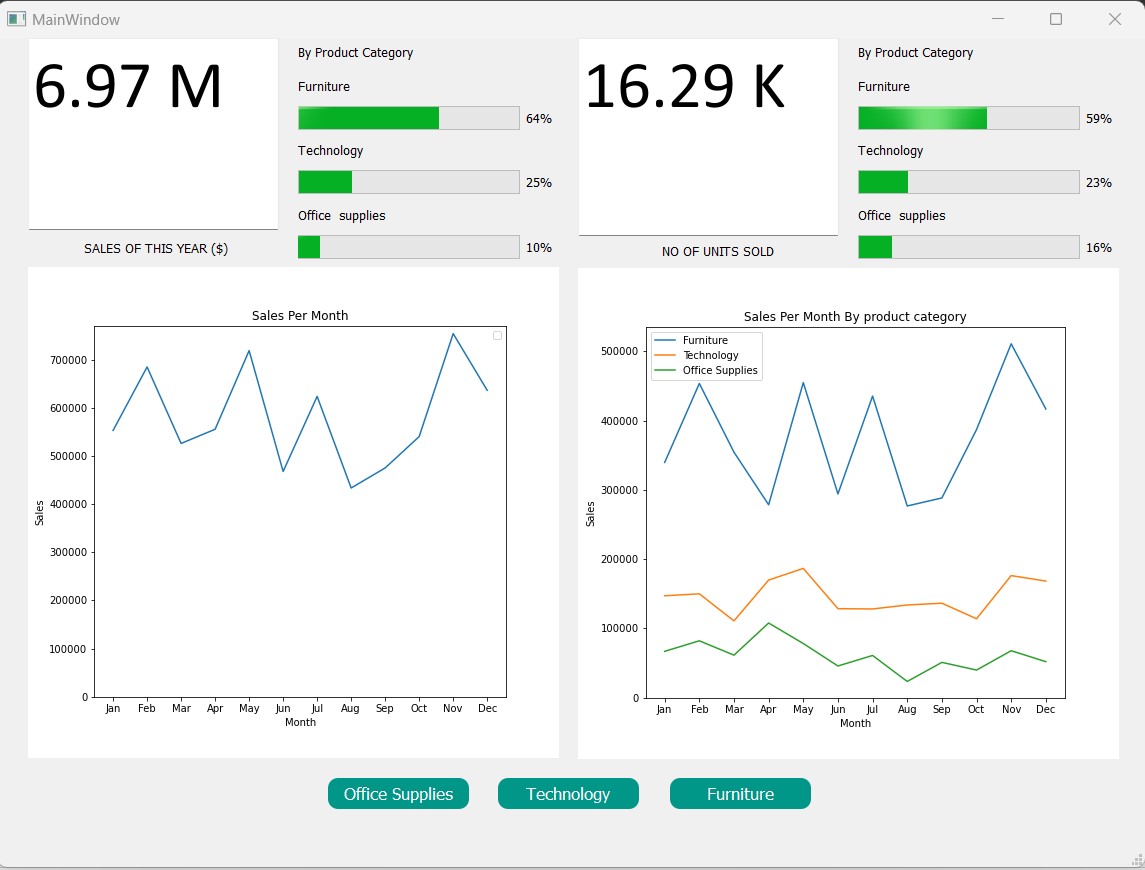 MainWindow
6.97 M
SALES OF THIS YEAR ($)
By Product Category
Furniture
64%
Technology
25%
Office supplies
10%
16.29 K
NO OF UNITS SOLD
By Product Category
Furniture
59%
Technology
23%
Office supplies
16%
Sales Per Month
700000
600000
500000
400000
300000
200000
100000
0
Sales
Jan Feb Mar Apr May Jun Jul Aug Sep Oct Nov Dec
Month
Sales Per Month By product category
Furniture
Technology
Office Supplies
500000
400000
300000
200000
100000
0
Sales
Jan Feb Mar Apr May Jun Jul Aug Sep Oct Nov Dec
Month
Office Supplies
Technology
Furniture